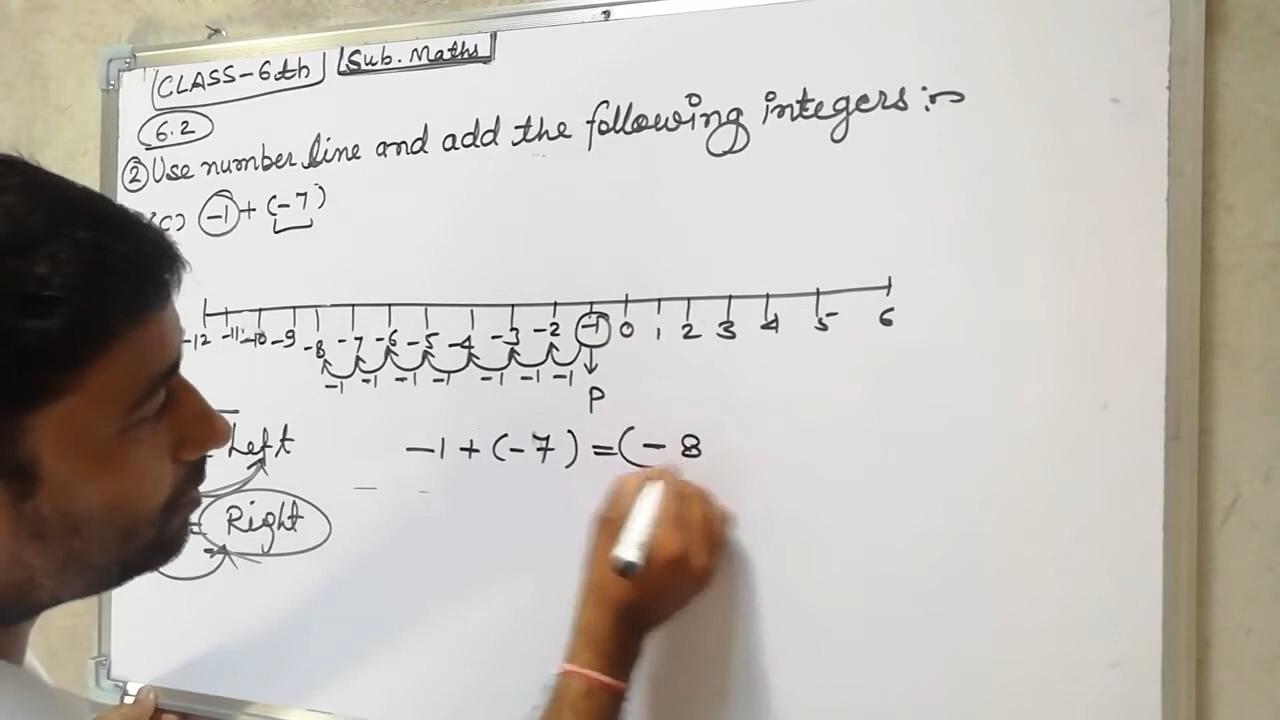 CLASS-6th Sub. Maths
6.2
② Use number line and add the following integers :-
(c) -1 + (-7)
-12 -11 -10 -9 -8 -7 -6 -5 -4 -3 -2 -1 0 1 2 3 4 5 6
-1 -1 -1 -1 -1 -1 -1
P
= Left
-1 + (-7) = (-8
= Right